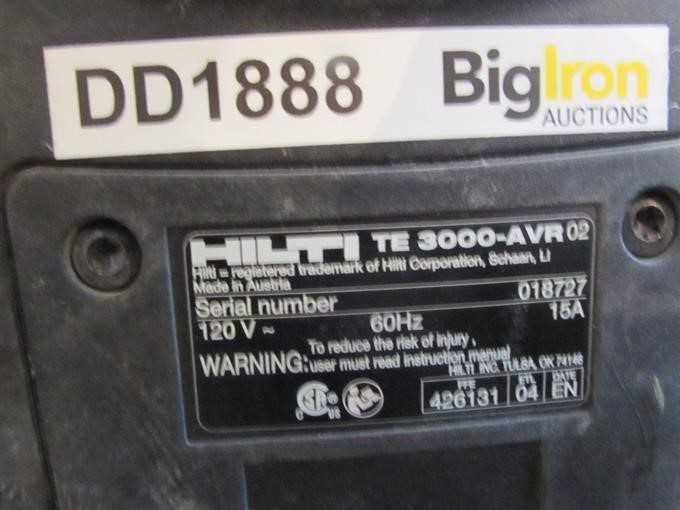 DD1888
BigIron
AUCTIONS
HILTI TE 3000-AVR 02
Hilti = registered trademark of Hilti Corporation, Schaan, LI
Made in Austria
Serial number 018727
120 V ~ 60Hz 15A
To reduce the risk of injury,
WARNING: user must read instruction manual
HILTI INC. TULSA, OK 74146
DATE
426131 04 EN